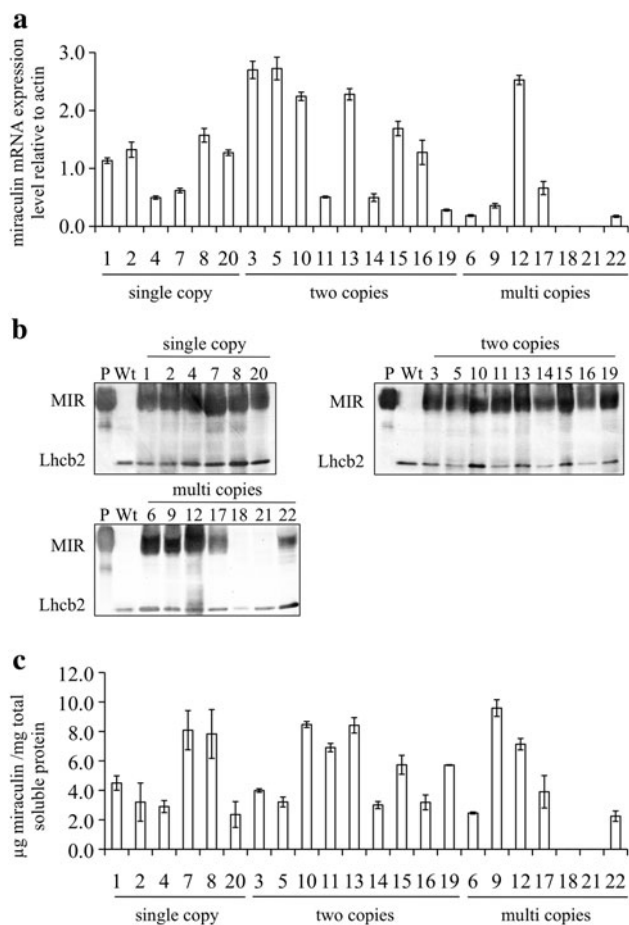 a
miraculin mRNA expression
level relative to actin
3.0
2.0
1.0
0.0
1 2 4 7 8 20 3 5 10 11 13 14 15 16 19 6 9 12 17 18 21 22
single copy two copies multi copies
b
single copy
P Wt 1 2 4 7 8 20
MIR
Lhcb2
two copies
P Wt 3 5 10 11 13 14 15 16 19
MIR
Lhcb2
multi copies
P Wt 6 9 12 17 18 21 22
MIR
Lhcb2
c
µg miraculin /mg total
soluble protein
12.0
10.0
8.0
6.0
4.0
2.0
0.0
1 2 4 7 8 20 3 5 10 11 13 14 15 16 19 6 9 12 17 18 21 22
single copy two copies multi copies